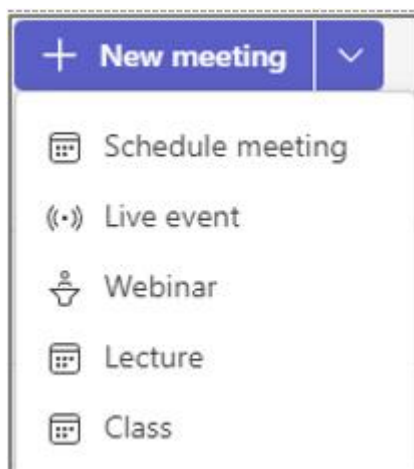 New meeting
Schedule meeting
Live event
Webinar
Lecture
Class